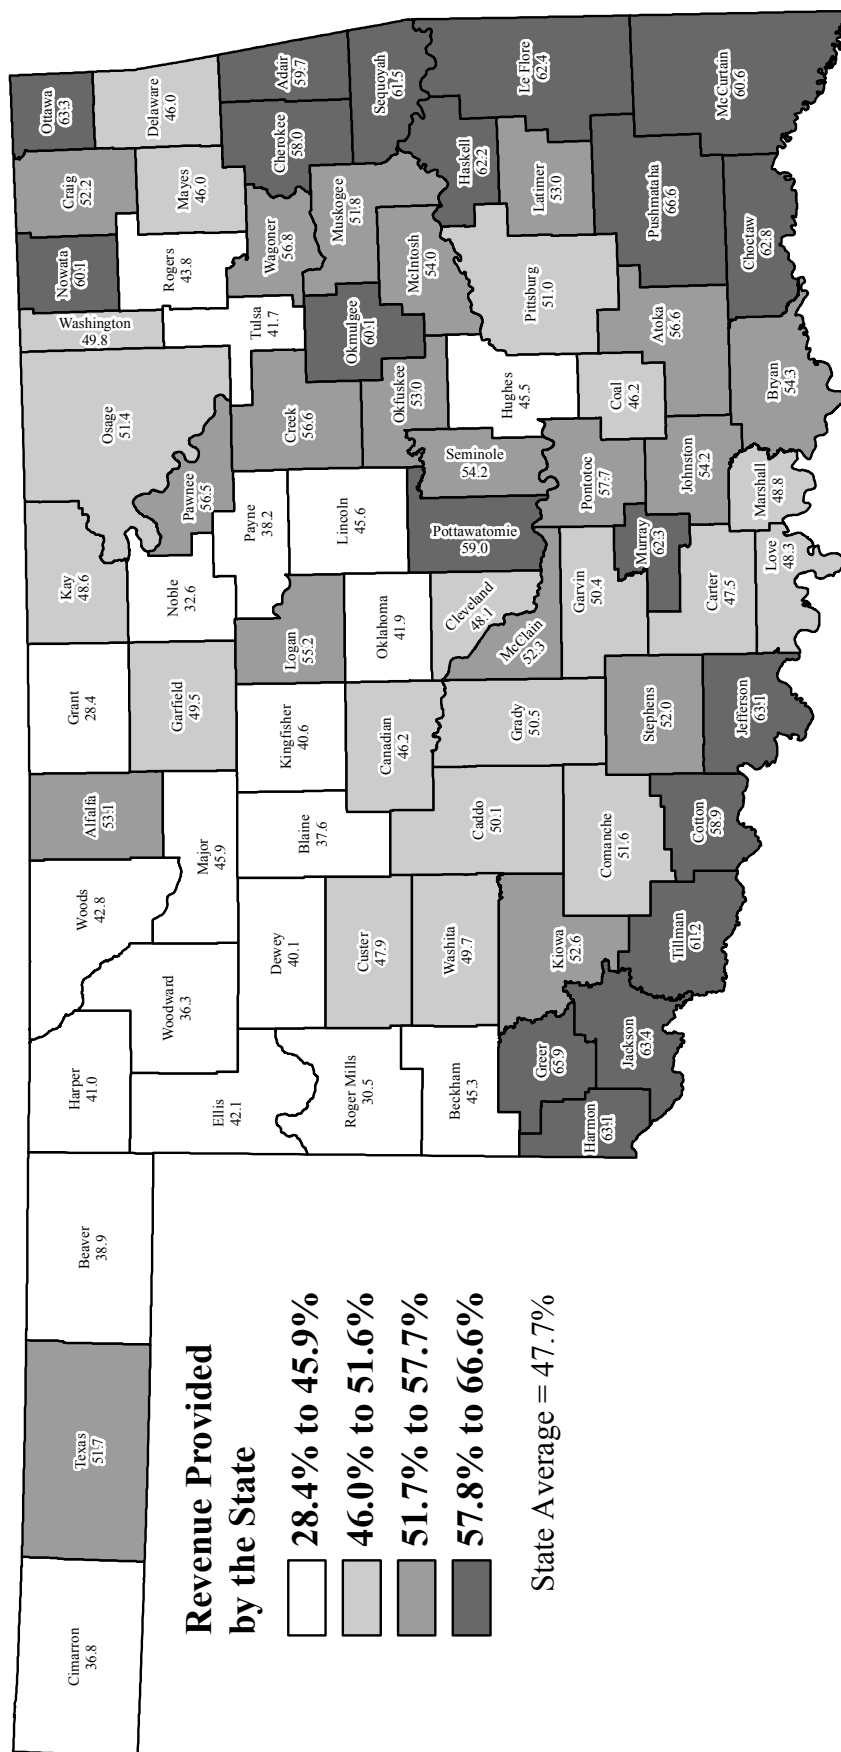 Cimarron
36.8
Texas
51.7
Beaver
38.9
Harper
41.0
Woods
42.8
Alfalfa
53.1
Grant
28.4
Kay
48.6
Osage
51.4
Washington
49.8
Nowata
60.1
Craig
52.2
Ottawa
63.3
Ellis
42.1
Woodward
36.3
Major
45.9
Garfield
49.5
Noble
32.6
Pawnee
56.5
Rogers
43.8
Mayes
46.0
Delaware
46.0
Roger Mills
30.5
Dewey
40.1
Blaine
37.6
Kingfisher
40.6
Logan
55.2
Payne
38.2
Creek
56.6
Tulsa
41.7
Wagoner
56.8
Cherokee
58.0
Adair
59.7
Beckham
45.3
Custer
47.9
Canadian
46.2
Oklahoma
41.9
Lincoln
45.6
Okfuskee
53.0
Okmulgee
60.1
Muskogee
51.8
Sequoyah
61.5
Washita
49.7
Caddo
50.1
Grady
50.5
Cleveland
48.1
McClain
52.3
Pottawatomie
59.0
Seminole
54.2
Hughes
45.5
McIntosh
54.0
Haskell
62.2
Le Flore
62.4
Harmon
63.1
Greer
65.9
Kiowa
52.6
Comanche
51.6
Garvin
50.4
Pontotoc
57.7
Coal
46.2
Pittsburg
51.0
Latimer
53.0
Jackson
63.4
Tillman
61.2
Cotton
58.9
Stephens
52.0
Murray
62.3
Johnston
54.2
Atoka
56.6
Pushmataha
66.6
McCurtain
60.6
Jefferson
63.1
Carter
47.5
Love
48.3
Marshall
48.8
Bryan
54.3
Choctaw
62.8
Revenue Provided
by the State
28.4% to 45.9%
46.0% to 51.6%
51.7% to 57.7%
57.8% to 66.6%
State Average = 47.7%